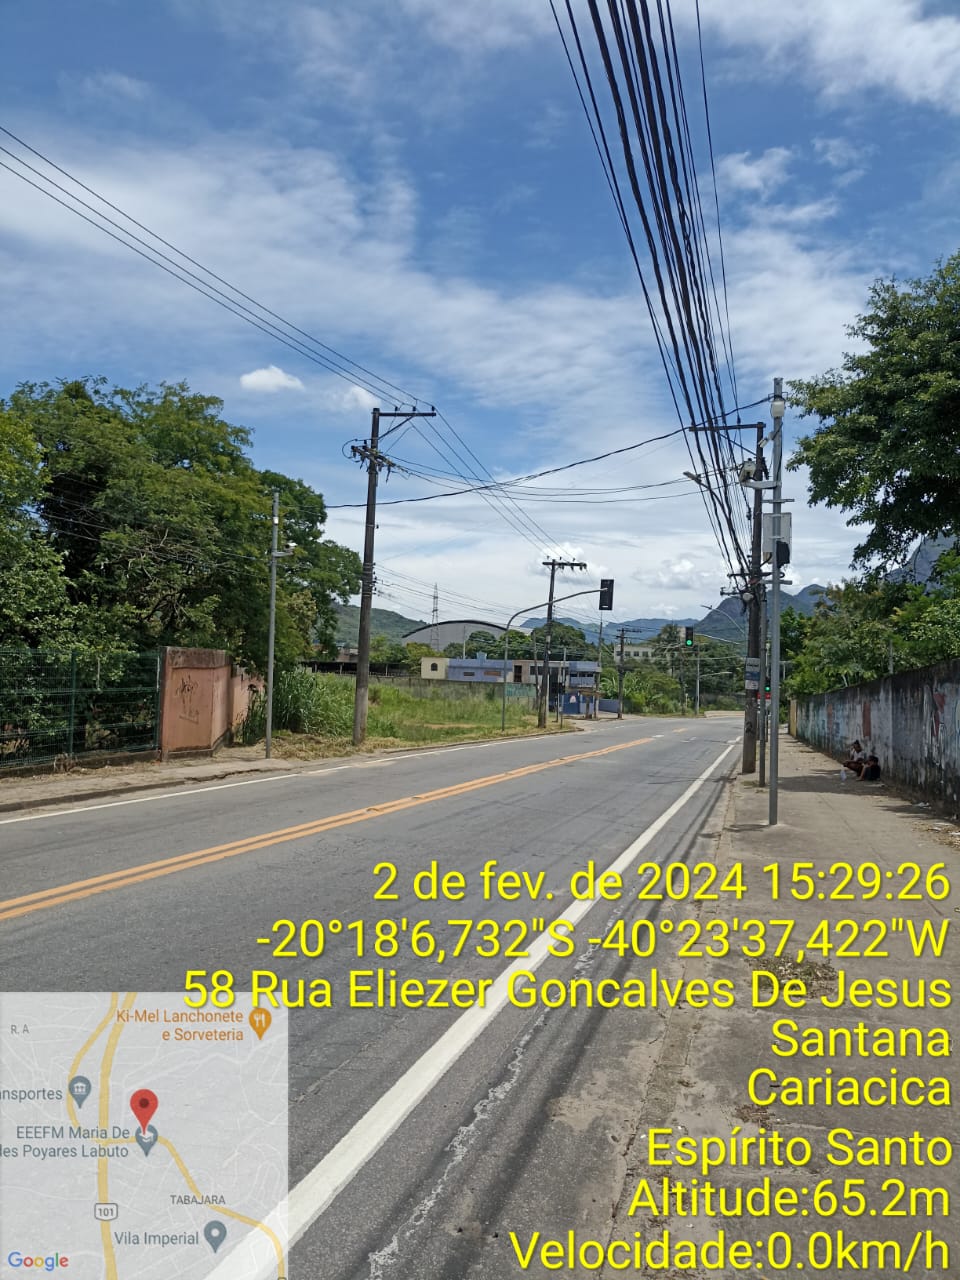 2 de fev. de 2024 15:29:26
-20°18'6,732"S -40°23'37,422"W
58 Rua Eliezer Goncalves De Jesus
Santana
Cariacica
Espírito Santo
Altitude:65.2m
Velocidade:0.0km/h
Ki-Mel Lanchonete
e Sorveteria
R. A
ansportes
EEEFM Maria De
des Poyares Labuto
TABAJARA
101
Vila Imperial
Google